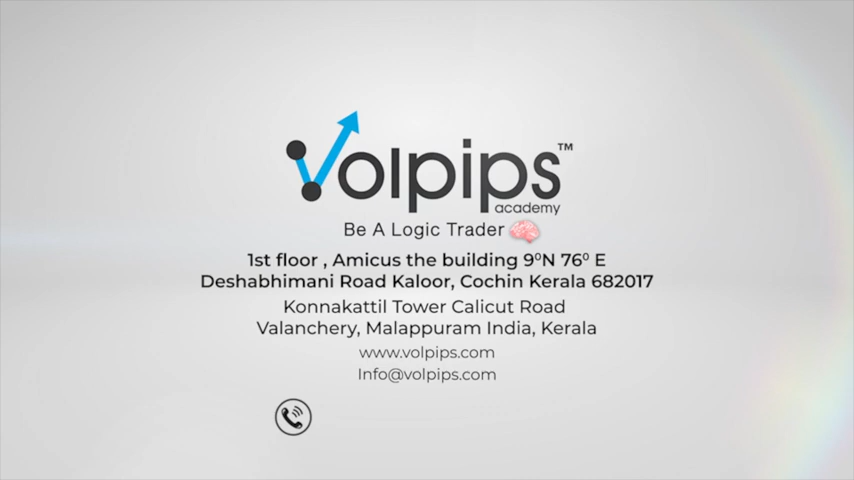 Volpips™
academy
Be A Logic Trader
1st floor , Amicus the building 9⁰N 76⁰ E
Deshabhimani Road Kaloor, Cochin Kerala 682017
Konnakattil Tower Calicut Road
Valanchery, Malappuram India, Kerala
www.volpips.com
Info@volpips.com